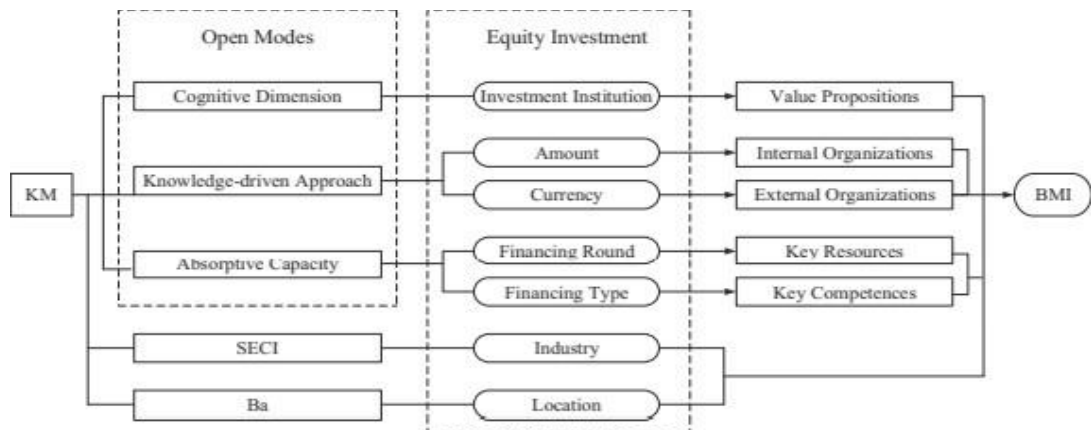 Open Modes
Equity Investment
Cognitive Dimension
Investment Institution
Value Propositions
Amount
Internal Organizations
KM
Knowledge-driven Approach
Currency
External Organizations
BMI
Financing Round
Key Resources
Absorptive Capacity
Financing Type
Key Competences
SECI
Industry
Ba
Location